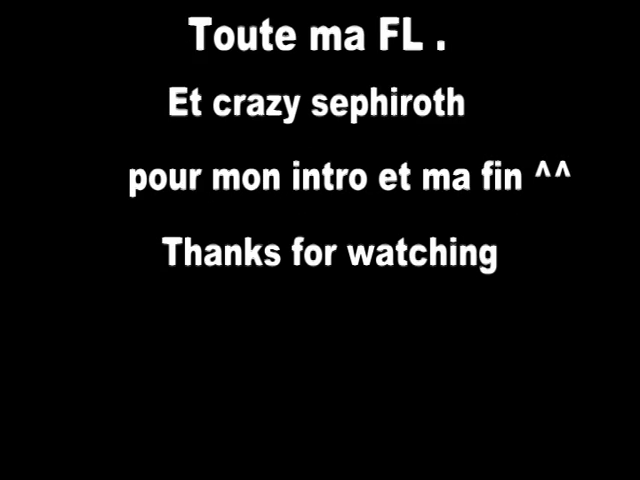 Toute ma FL .
Et crazy sephiroth
pour mon intro et ma fin ^^
Thanks for watching